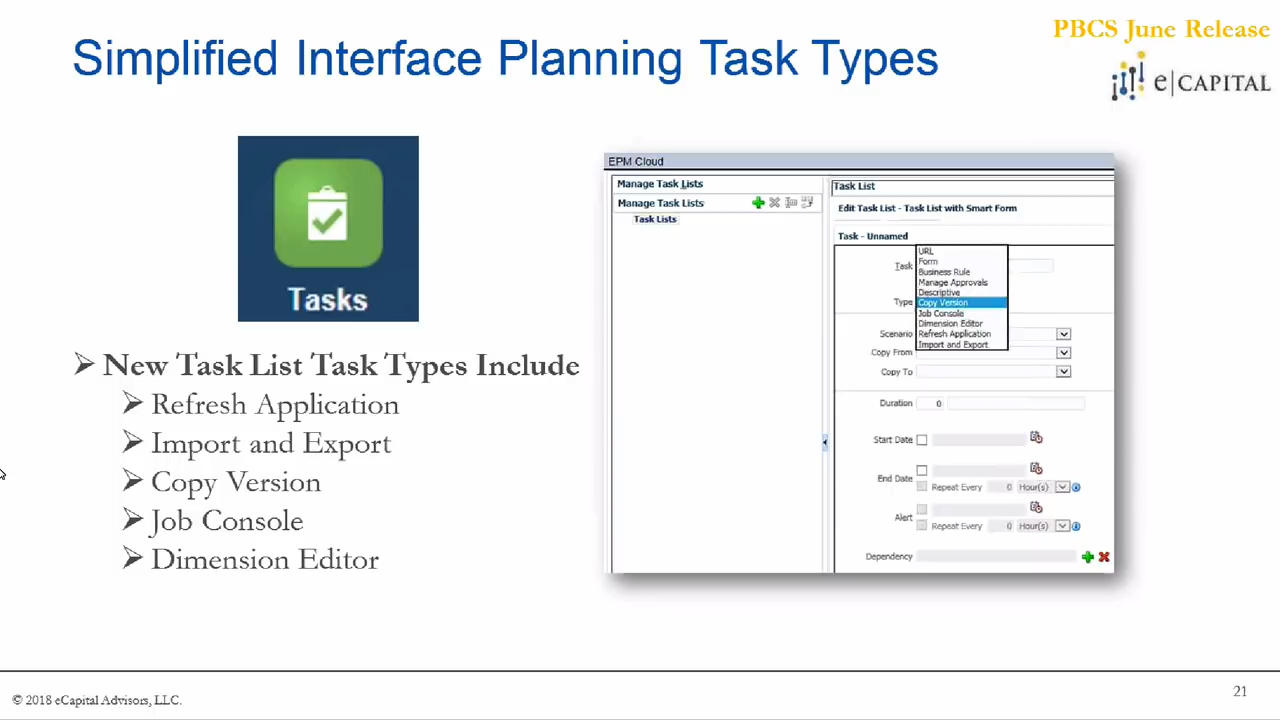 PBCS June Release
Simplified Interface Planning Task Types
e|CAPITAL
Tasks
New Task List Task Types Include
Refresh Application
Import and Export
Copy Version
Job Console
Dimension Editor
EPM Cloud
Manage Task Lists
Manage Task Lists
Task Lists
Task List
Edit Task List - Task List with Smart Form
Task - Unnamed
Task
Type
URL
Form
Business Rule
Manage Approvals
Descriptive
Copy Version
Job Console
Dimension Editor
Refresh Application
Import and Export
Scenario
Copy From
Copy To
Duration 0
Start Date
End Date
Repeat Every 0 Hour(s)
Alert
Repeat Every 0 Hour(s)
Dependency
© 2018 eCapital Advisors, LLC.
21